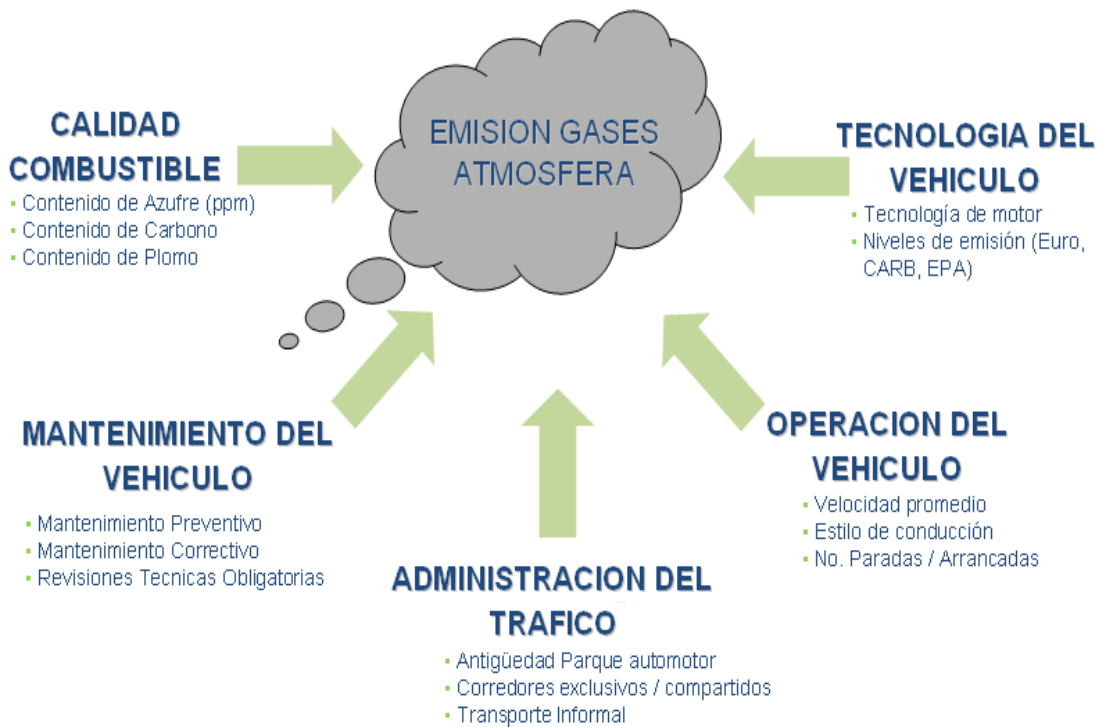 EMISION GASES
ATMOSFERA
CALIDAD
COMBUSTIBLE
▪ Contenido de Azufre (ppm)
▪ Contenido de Carbono
▪ Contenido de Plomo
TECNOLOGIA DEL
VEHICULO
▪ Tecnología de motor
▪ Niveles de emisión (Euro,
CARB, EPA)
MANTENIMIENTO DEL
VEHICULO
▪ Mantenimiento Preventivo
▪ Mantenimiento Correctivo
▪ Revisiones Tecnicas Obligatorias
OPERACION DEL
VEHICULO
▪ Velocidad promedio
▪ Estilo de conducción
▪ No. Paradas / Arrancadas
ADMINISTRACION DEL
TRAFICO
▪ Antigüedad Parque automotor
▪ Corredores exclusivos / compartidos
▪ Transporte Informal